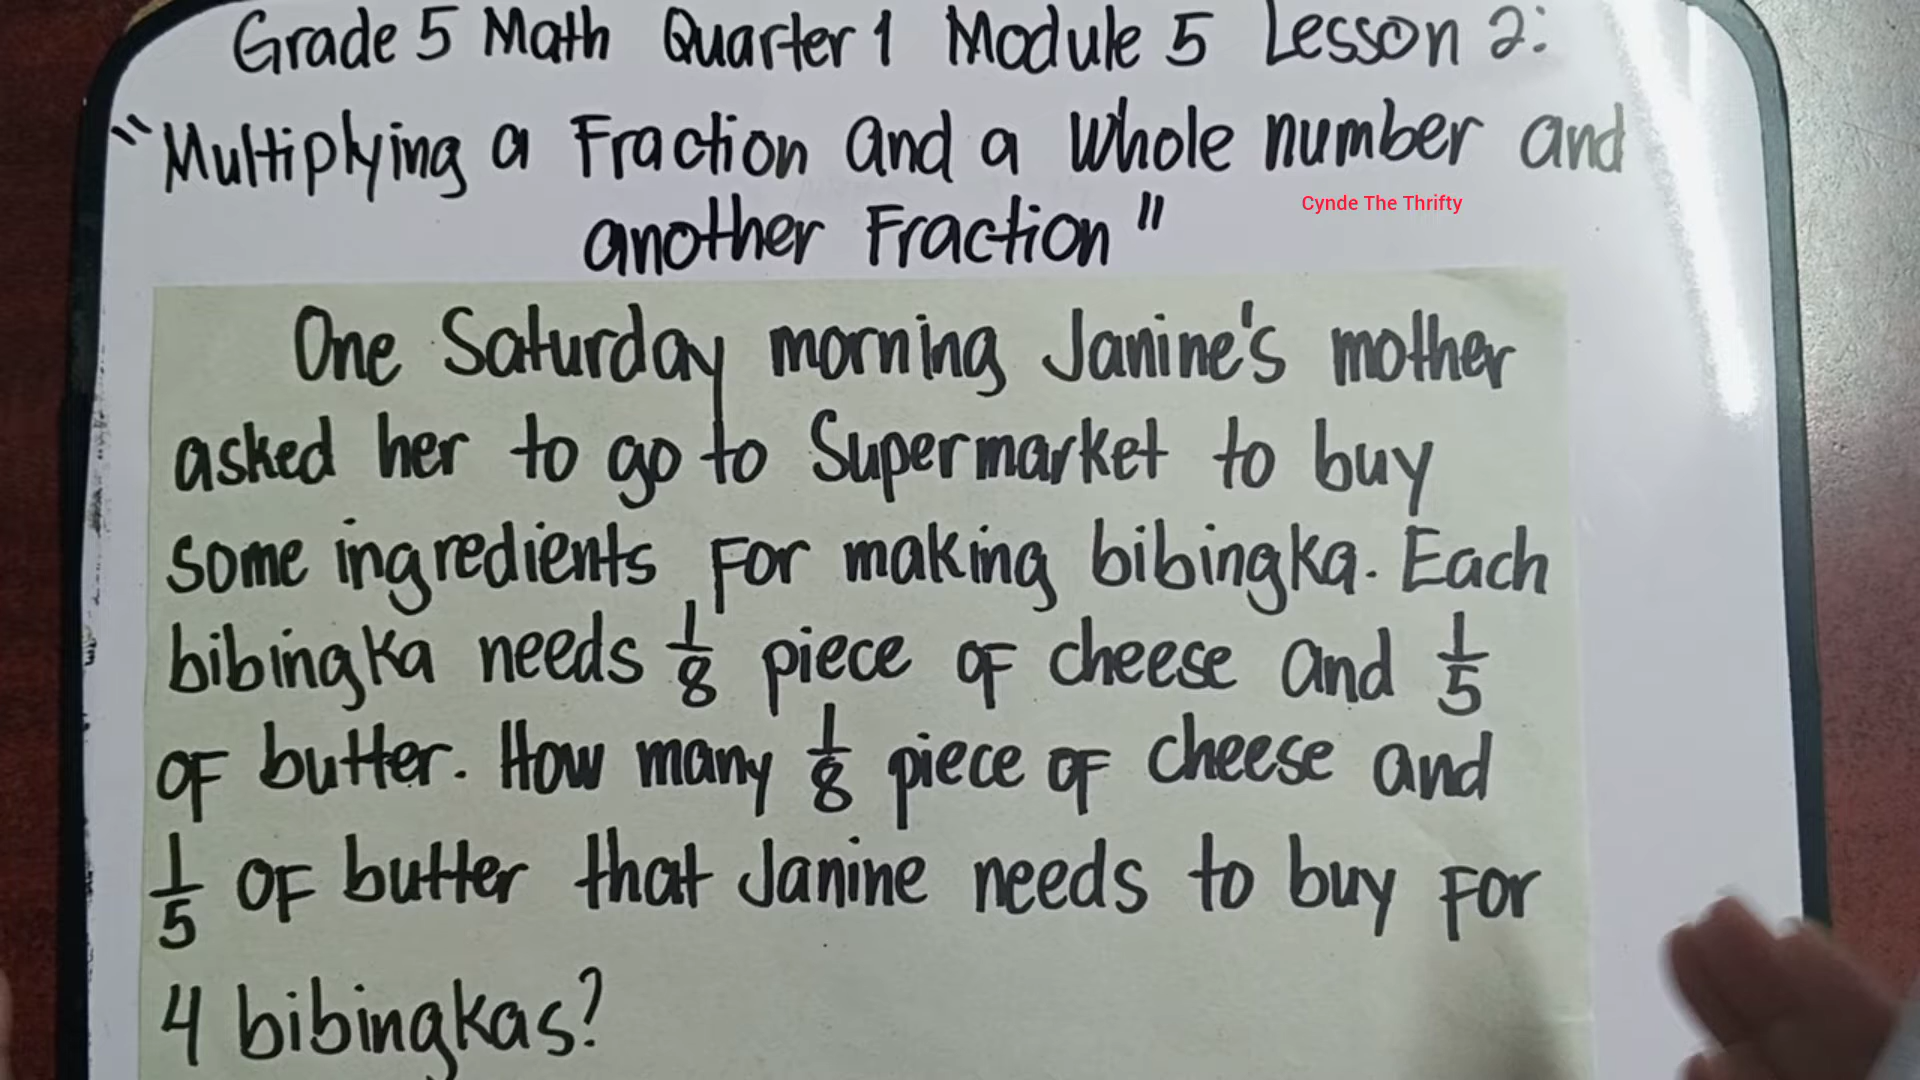 Grade 5 Math Quarter 1 Module 5 Lesson 2:
"Multiplying a Fraction and a Whole number and
Cynde The Thrifty
another Fraction"
One Saturday morning Janine's mother
asked her to go to Supermarket to buy
some ingredients For making bibingka. Each
bibingka needs 1/8 piece of cheese and 1/5
of butter. How many 1/8 piece of cheese and
1/5 of butter that Janine needs to buy For
4 bibingkas?